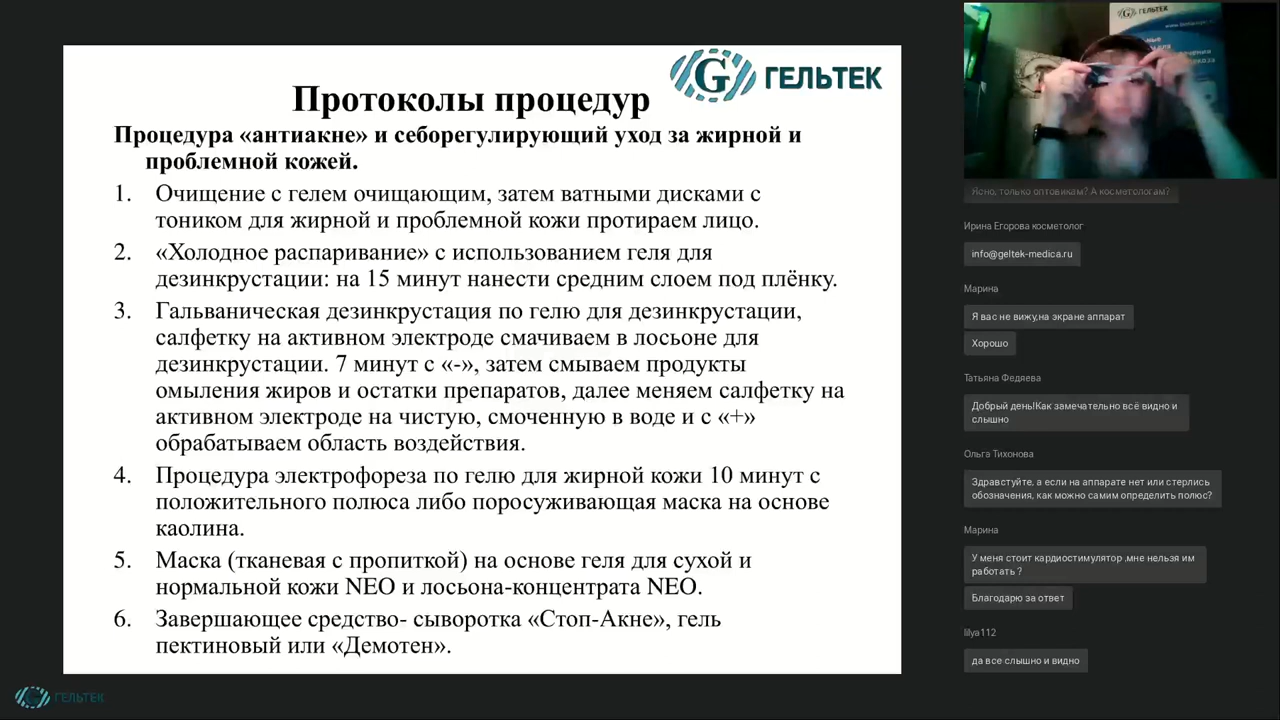 ГЕЛЬТЕК
Протоколы процедур
Процедура «антиакне» и себорегулирующий уход за жирной и
проблемной кожей.
1. Очищение с гелем очищающим, затем ватными дисками с
тоником для жирной и проблемной кожи протираем лицо.
2. «Холодное распаривание» с использованием геля для
дезинкрустации: на 15 минут нанести средним слоем под плёнку.
3. Гальваническая дезинкрустация по гелю для дезинкрустации,
салфетку на активном электроде смачиваем в лосьоне для
дезинкрустации. 7 минут с «-», затем смываем продукты
омыления жиров и остатки препаратов, далее меняем салфетку на
активном электроде на чистую, смоченную в воде и с «+»
обрабатываем область воздействия.
4. Процедура электрофореза по гелю для жирной кожи 10 минут с
положительного полюса либо поросуживающая маска на основе
каолина.
5. Маска (тканевая с пропиткой) на основе геля для сухой и
нормальной кожи NEO и лосьона-концентрата NEO.
6. Завершающее средство- сыворотка «Стоп-Акне», гель
пектиновый или «Демотен».
ГЕЛЬТЕК
ГЕЛЬТЕК
Ясно, только оптовикам? А косметологам?
Ирина Егорова косметолог
info@geltek-medica.ru
Марина
Я вас не вижу,на экране аппарат
Хорошо
Татьяна Федяева
Добрый день!Как замечательно всё видно и
слышно
Ольга Тихонова
Здравстуйте, а если на аппарате нет или стерлись
обозначения, как можно самим определить полюс?
Марина
У меня стоит кардиостимулятор ,мне нельзя им
работать ?
Благодарю за ответ
lilya112
да все слышно и видно